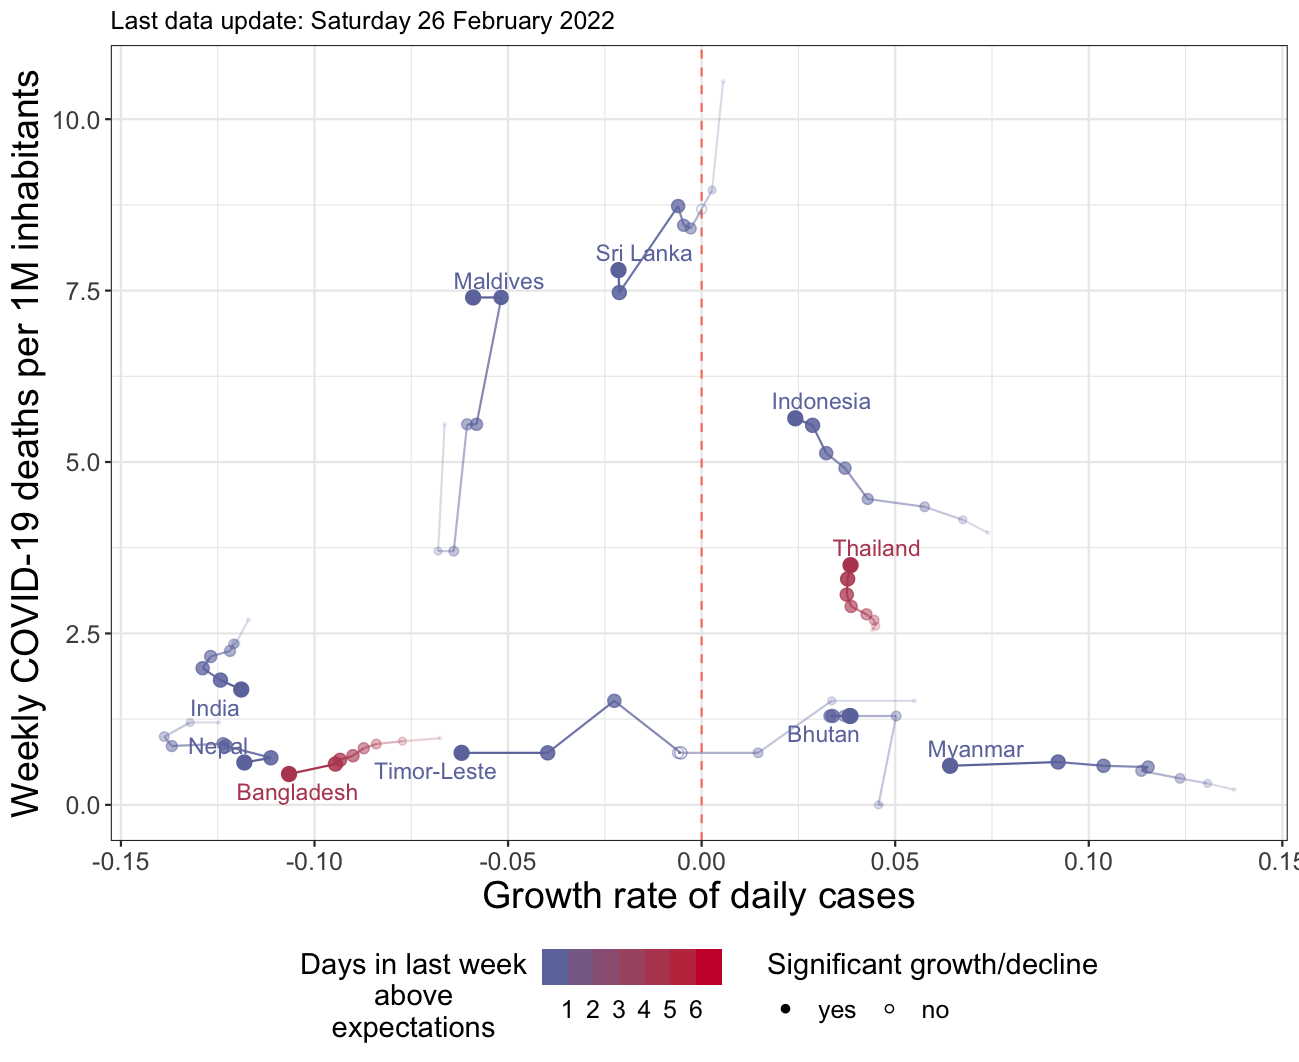 Last data update: Saturday 26 February 2022
Weekly COVID-19 deaths per 1M inhabitants
10.0
7.5
5.0
2.5
0.0
Sri Lanka
Maldives
Indonesia
Thailand
India
Nepal
Bhutan
Myanmar
Timor-Leste
Bangladesh
-0.15 -0.10 -0.05 0.00 0.05 0.10 0.15
Growth rate of daily cases
Days in last week
above
expectations
1 2 3 4 5 6
Significant growth/decline
yes no